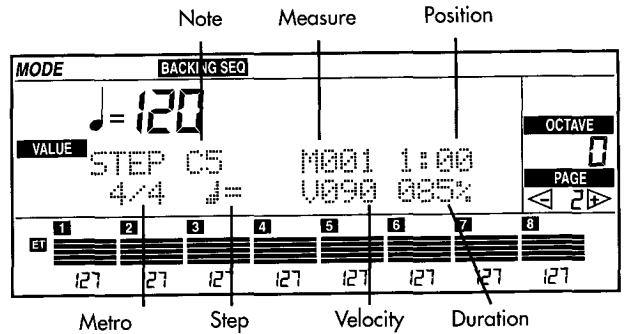 Note Measure Position
MODE BACKING SEQ
♩=120
OCTAVE
VALUE STEP C5 M001 1:00 0
4/4 ♬= V090 085% PAGE
2
1 2 3 4 5 6 7 8
ET
127 127 127 127 127 127 127 127
Metro Step Velocity Duration